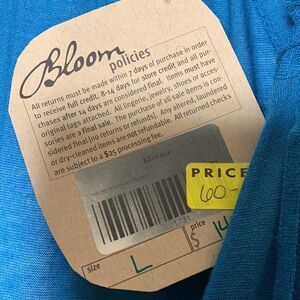 Bloom
policies
All returns must be made within 7 days of purchase in order
to receive full credit, 8-14 days for store credit and all pur-
chases after 14 days are considered final. Items must have
original tags attached. All lingerie, jewelry, shoes or acces-
sories are a final sale. The purchase of all sale items is con-
sidered final (no returns or refunds). Any altered, laundered
or dry-cleaned items are not refundable. All returned checks
are subject to a $25 processing fee.
Bloom
PRICE
60-
price
$ 14
size L